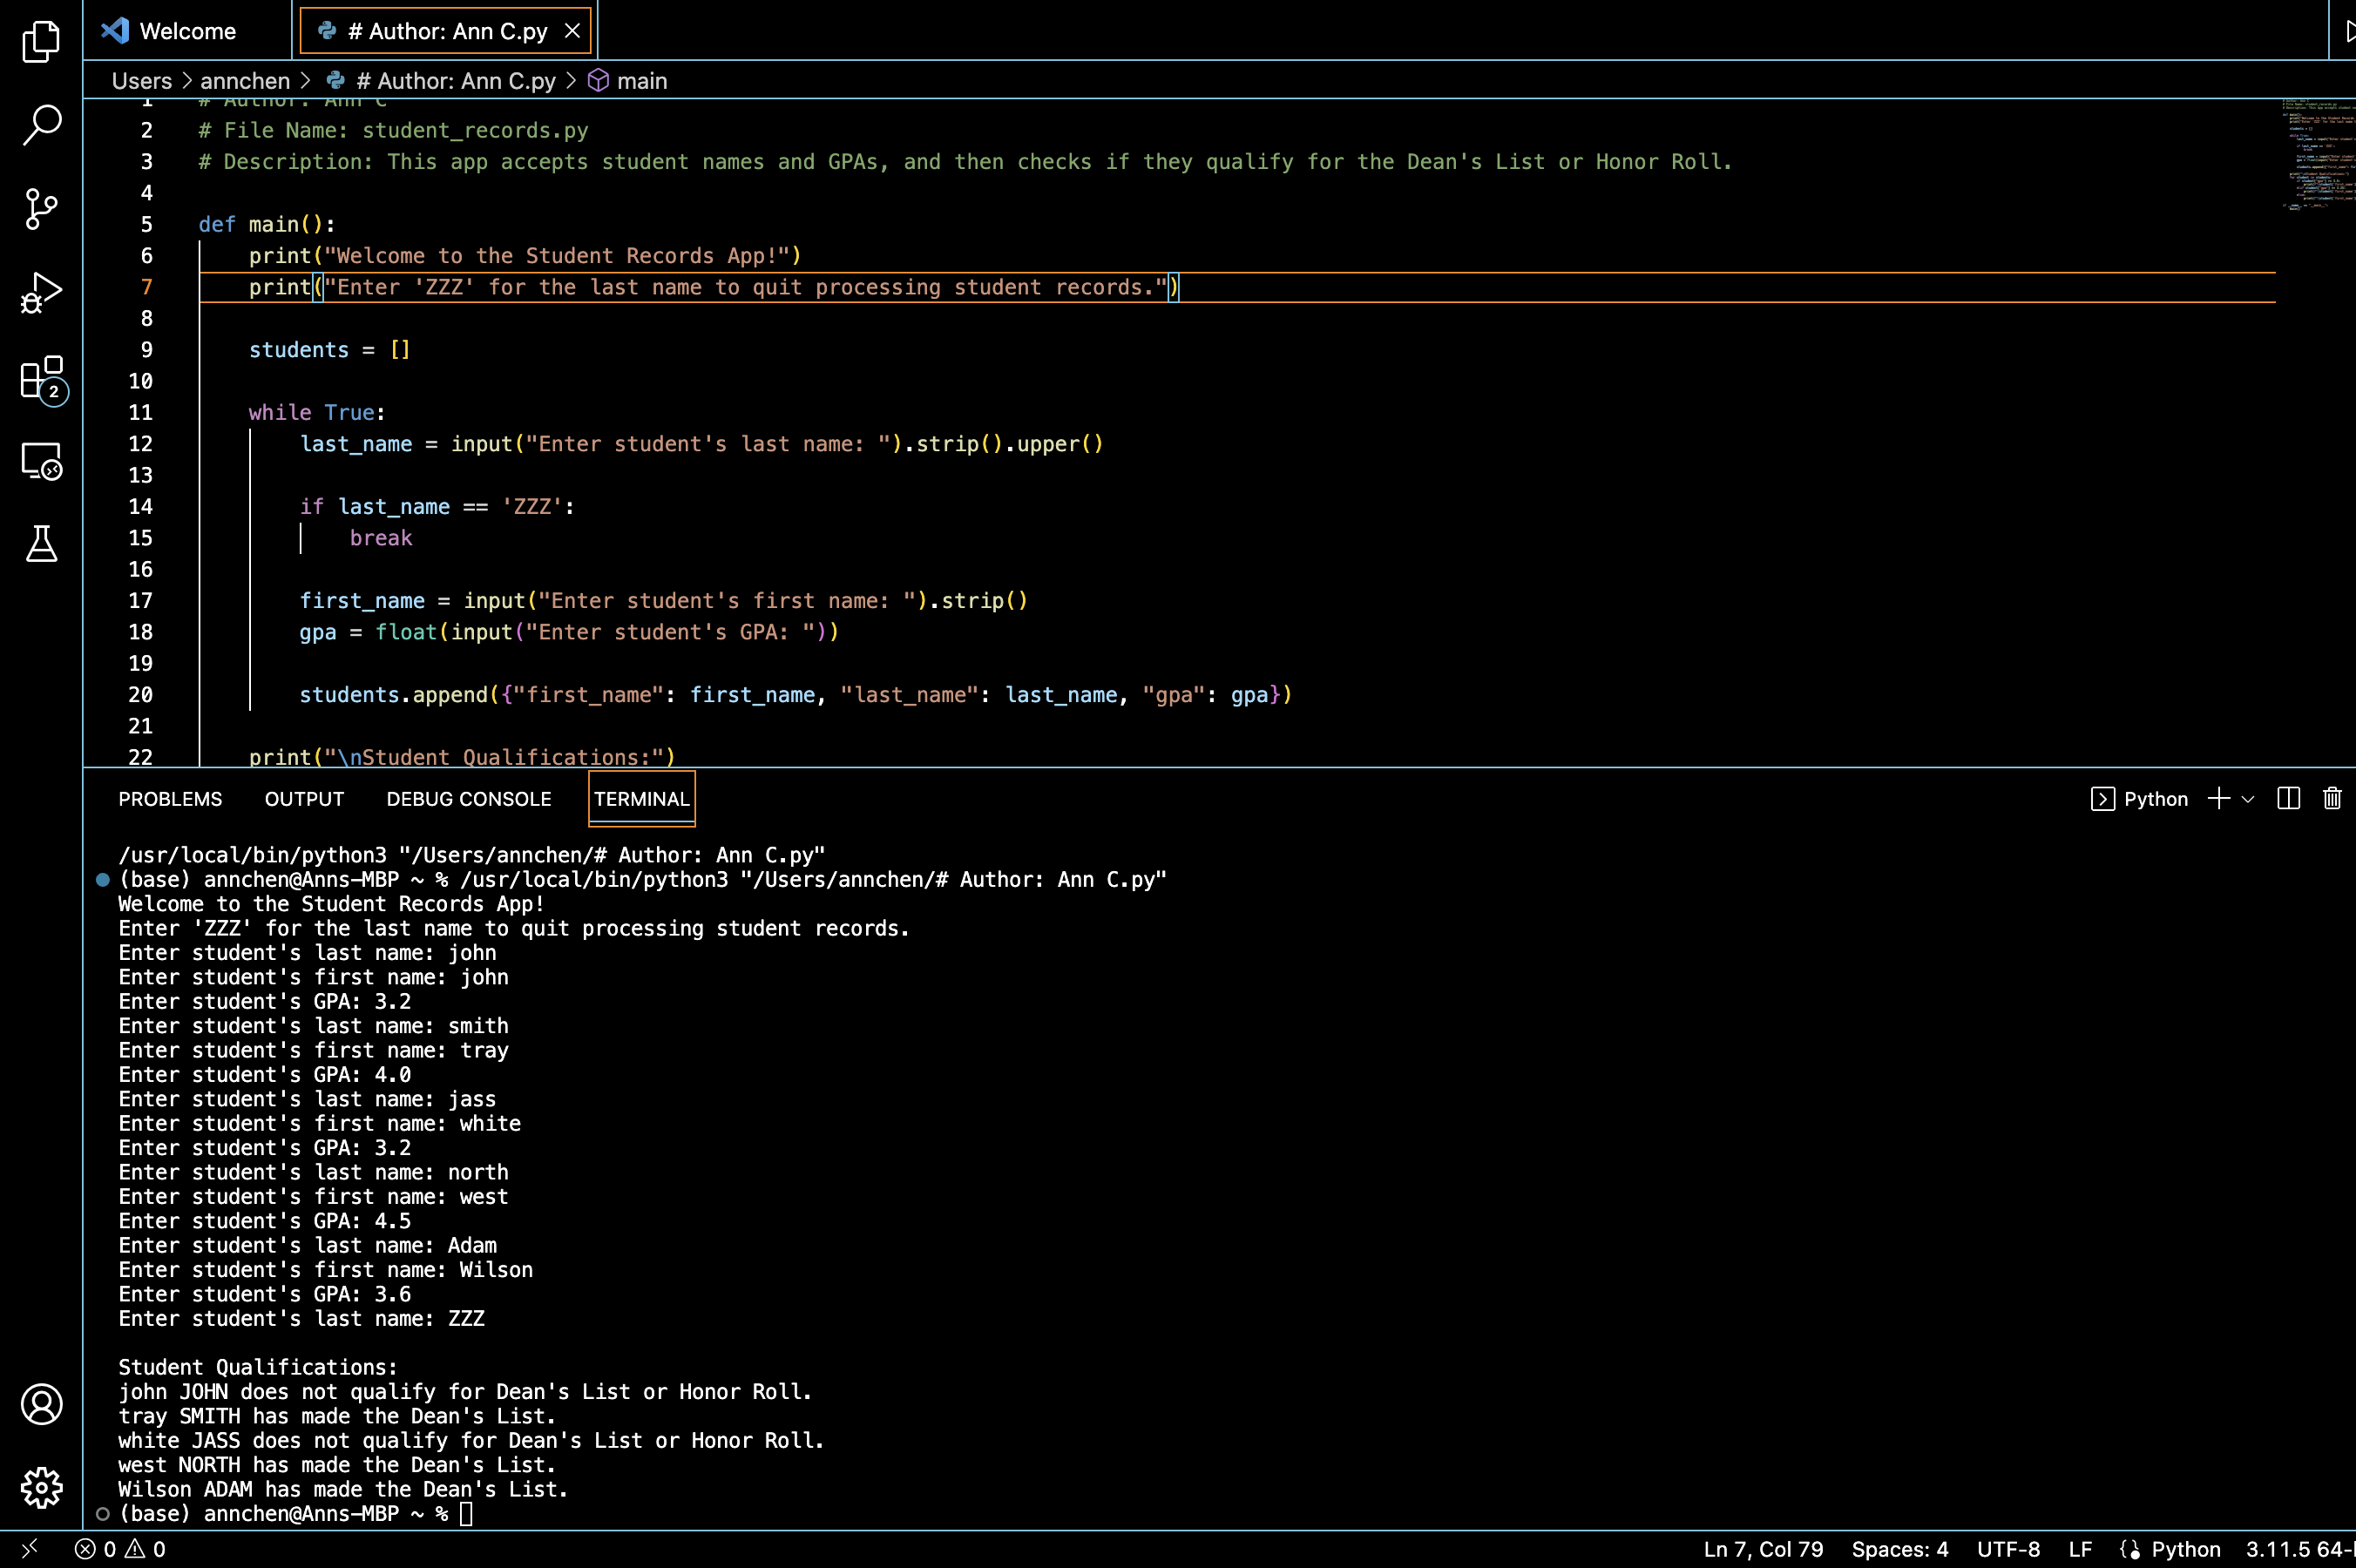 Welcome
# Author: Ann C.py
Users > annchen > # Author: Ann C.py > main
1 # Author: Ann C
2 # File Name: student_records.py
3 # Description: This app accepts student names and GPAs, and then checks if they qualify for the Dean's List or Honor Roll.
4
5 def main():
6 print("Welcome to the Student Records App!")
7 print("Enter 'ZZZ' for the last name to quit processing student records.")
8
9 students = []
10
11 while True:
12 last_name = input("Enter student's last name: ").strip().upper()
13
14 if last_name == 'ZZZ':
15 break
16
17 first_name = input("Enter student's first name: ").strip()
18 gpa = float(input("Enter student's GPA: "))
19
20 students.append({"first_name": first_name, "last_name": last_name, "gpa": gpa})
21
22 print("\nStudent Qualifications:")
2
PROBLEMS OUTPUT DEBUG CONSOLE TERMINAL Python
/usr/local/bin/python3 "/Users/annchen/# Author: Ann C.py"
(base) annchen@Anns-MBP ~ % /usr/local/bin/python3 "/Users/annchen/# Author: Ann C.py"
Welcome to the Student Records App!
Enter 'ZZZ' for the last name to quit processing student records.
Enter student's last name: john
Enter student's first name: john
Enter student's GPA: 3.2
Enter student's last name: smith
Enter student's first name: tray
Enter student's GPA: 4.0
Enter student's last name: jass
Enter student's first name: white
Enter student's GPA: 3.2
Enter student's last name: north
Enter student's first name: west
Enter student's GPA: 4.5
Enter student's last name: Adam
Enter student's first name: Wilson
Enter student's GPA: 3.6
Enter student's last name: ZZZ
Student Qualifications:
john JOHN does not qualify for Dean's List or Honor Roll.
tray SMITH has made the Dean's List.
white JASS does not qualify for Dean's List or Honor Roll.
west NORTH has made the Dean's List.
Wilson ADAM has made the Dean's List.
(base) annchen@Anns-MBP ~ %
0 0 Ln 7, Col 79 Spaces: 4 UTF-8 LF Python 3.11.5 64-